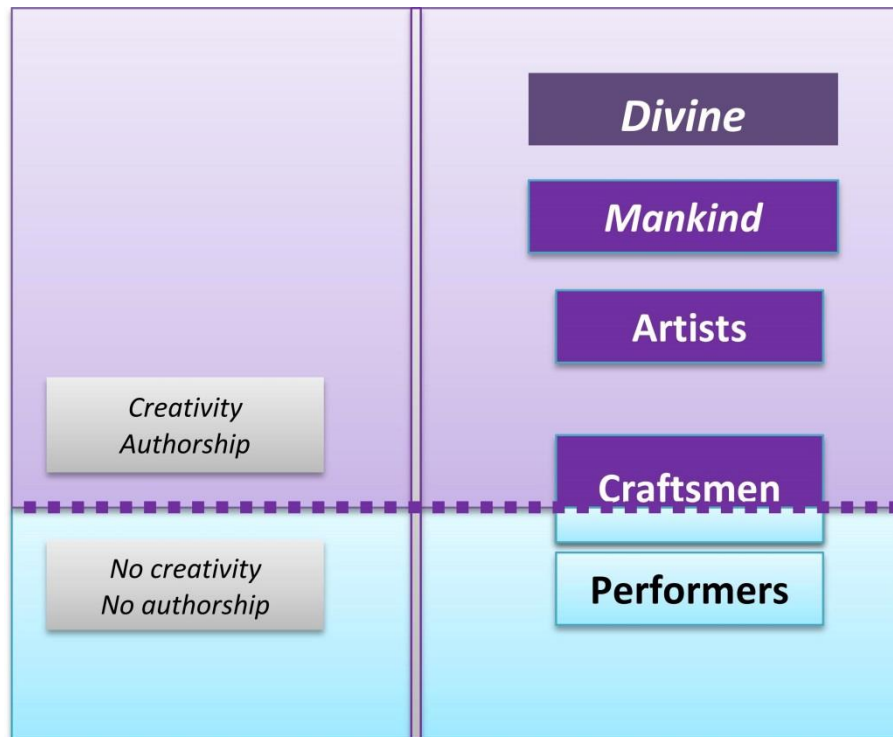 Divine
Mankind
Artists
Creativity
Authorship
Craftsmen
No creativity
No authorship
Performers